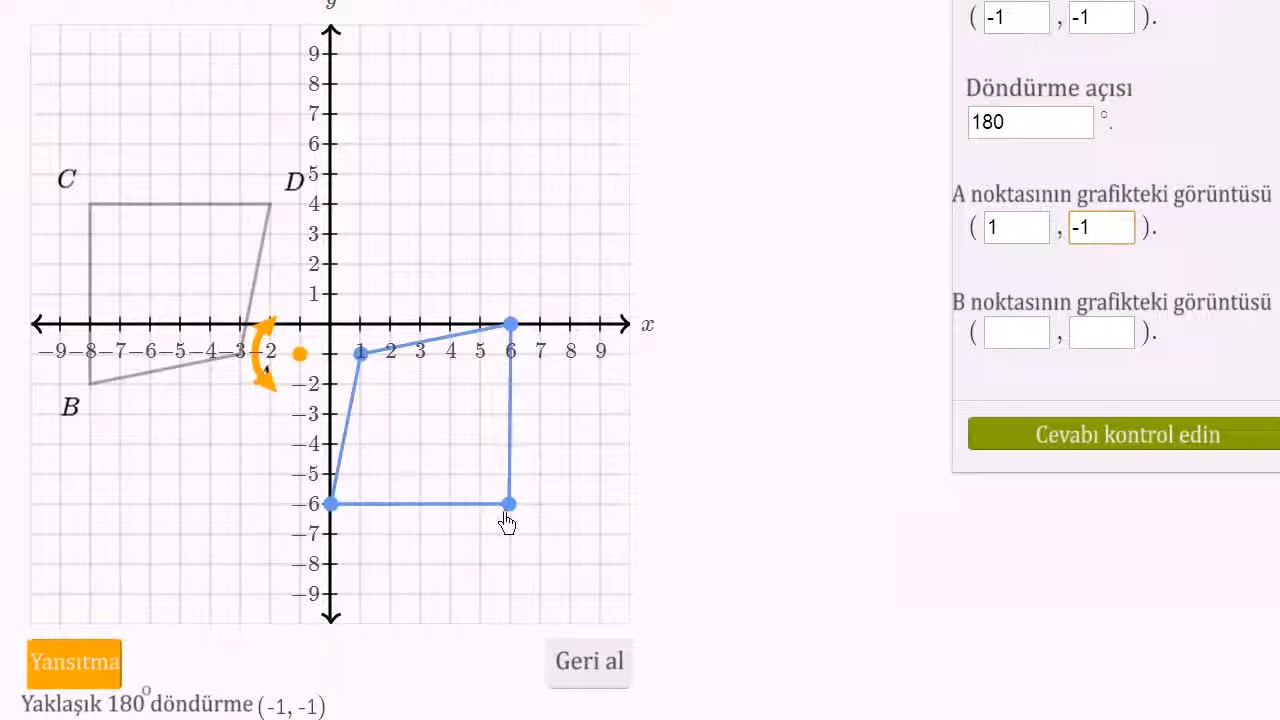 y
( -1 , -1 ).
9
8
Döndürme açısı
7
180 °.
6
C
D
5
4
A noktasının grafikteki görüntüsü
3
( 1 , -1 ).
2
1
B noktasının grafikteki görüntüsü
x
( , ).
−9 −8 −7 −6 −5 −4 −3 −2 1 2 3 4 5 6 7 8 9
−2
B
−3
−4
Cevabı kontrol edin
−5
−6
−7
−8
−9
Yansıtma
Geri al
Yaklaşık 180° döndürme (-1, -1)